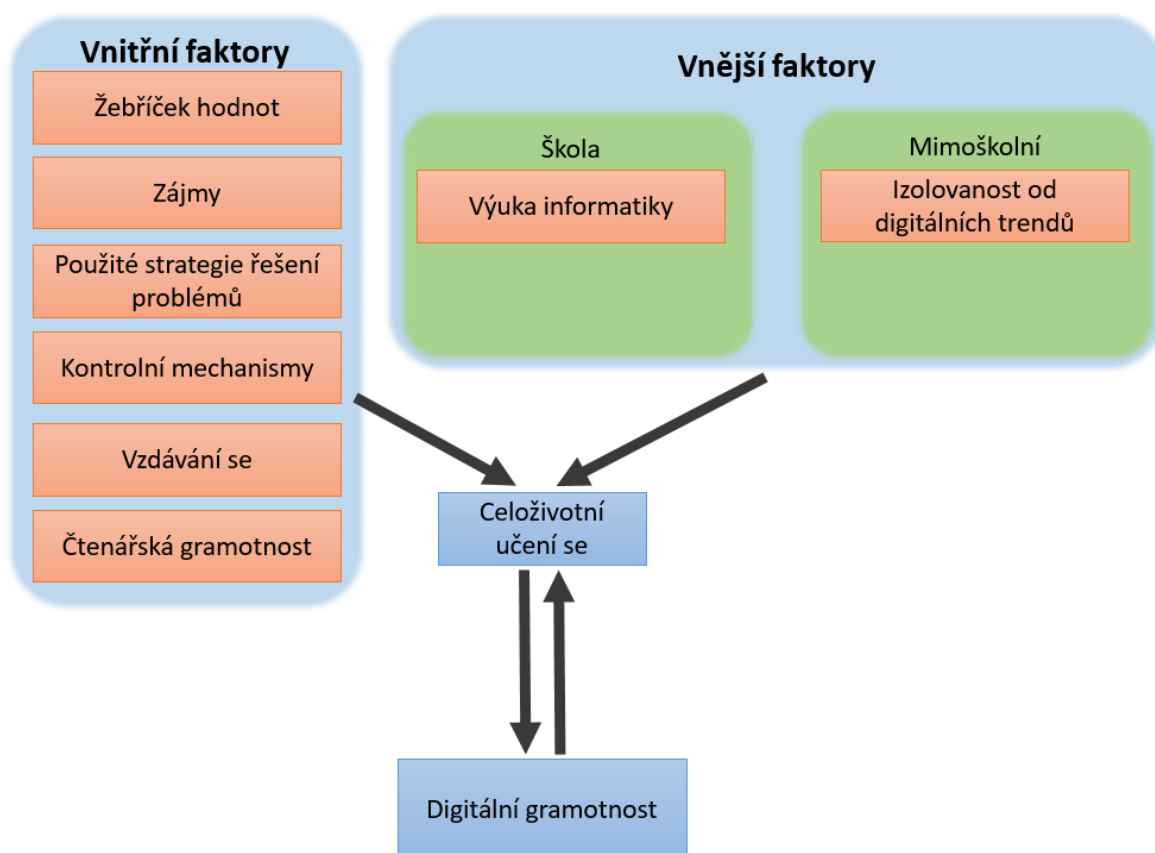 Vnitřní faktory
Žebříček hodnot
Zájmy
Použité strategie řešení
problémů
Kontrolní mechanismy
Vzdávání se
Čtenářská gramotnost
Vnější faktory
Škola
Výuka informatiky
Mimoškolní
Izolovanost od
digitálních trendů
Celoživotní
učení se
Digitální gramotnost